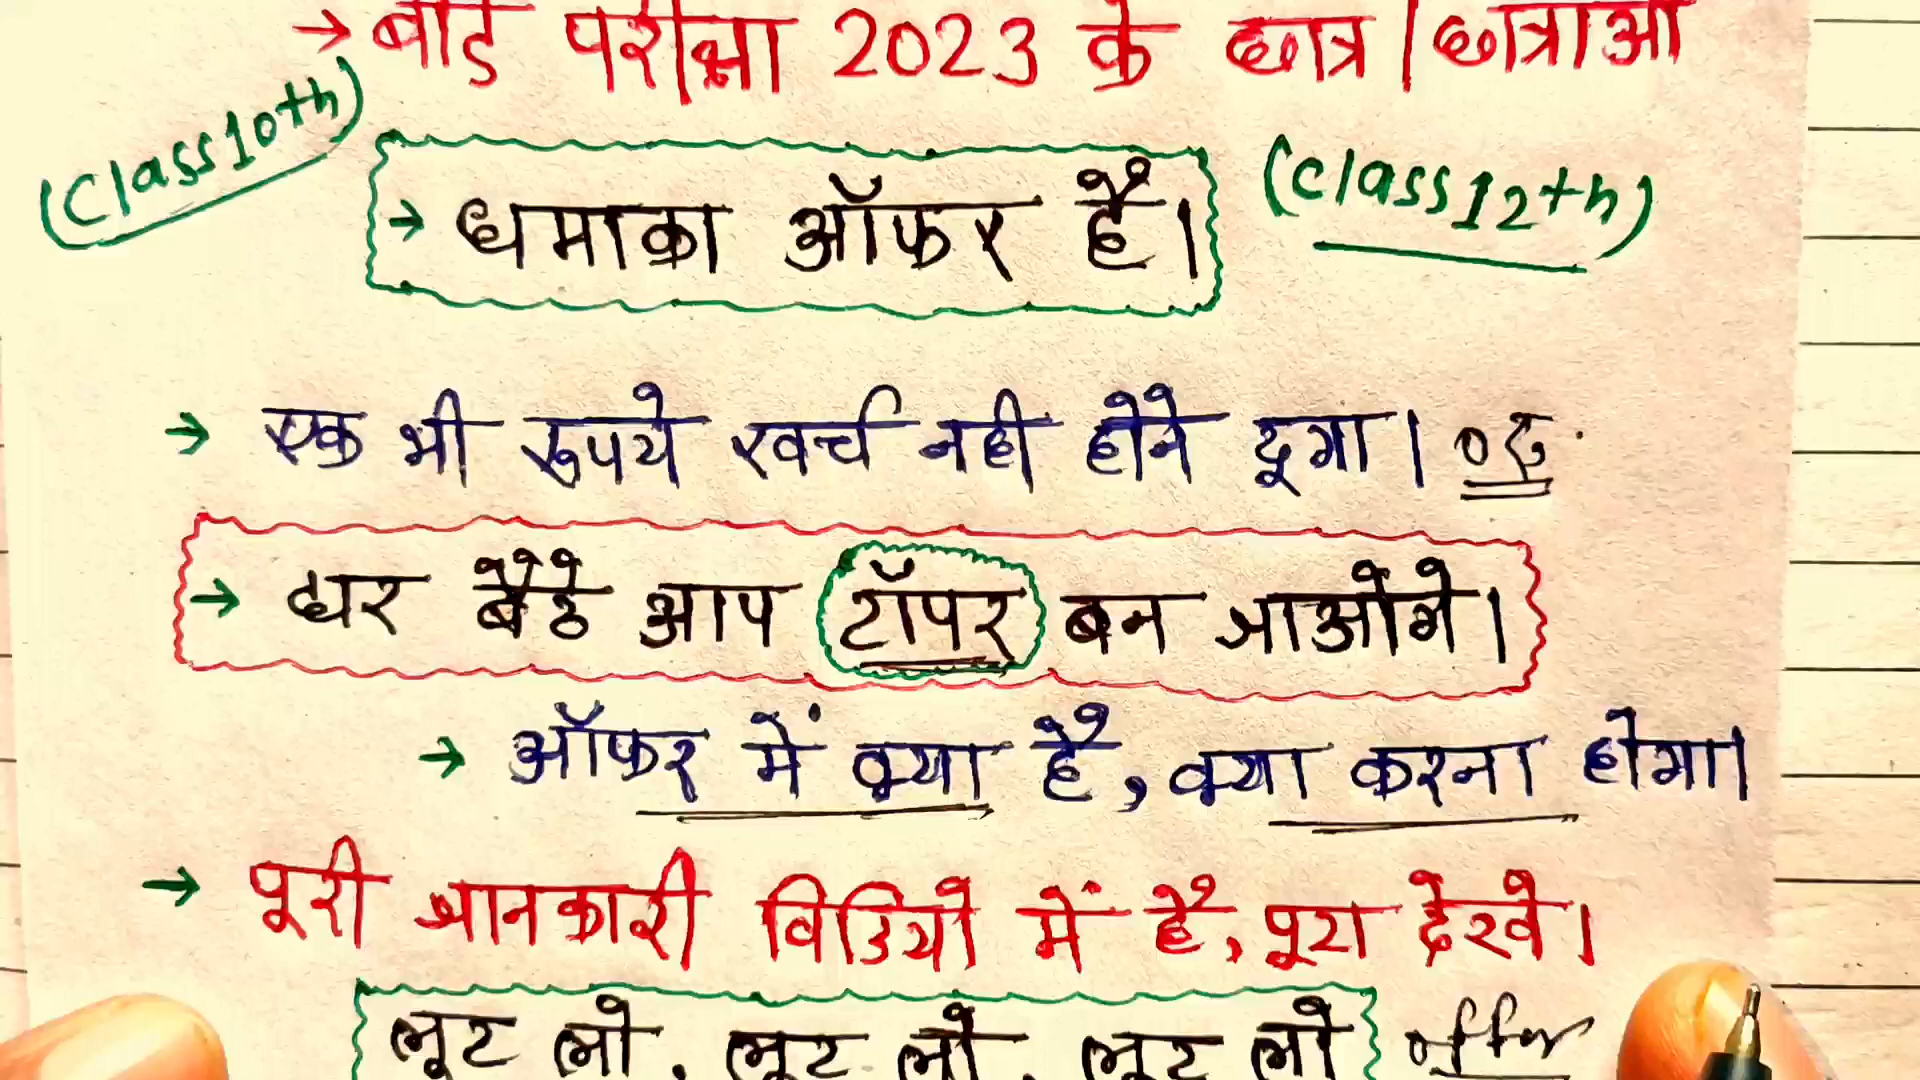 → बोर्ड परीक्षा 2023 के छात्र / छात्राओं
(Class 10th)
→ धमाका ऑफर है।
(Class 12th)
→ एक भी रूपये खर्च नही होने दूगा। 0 रु.
→ घर बैठे आप टॉपर बन जाओगे।
→ ऑफर में क्या है, क्या करना होगा।
→ पूरी जानकारी विडियो में है, पूरा देखे।
लूट लो, लूट लो, लूट लो offer